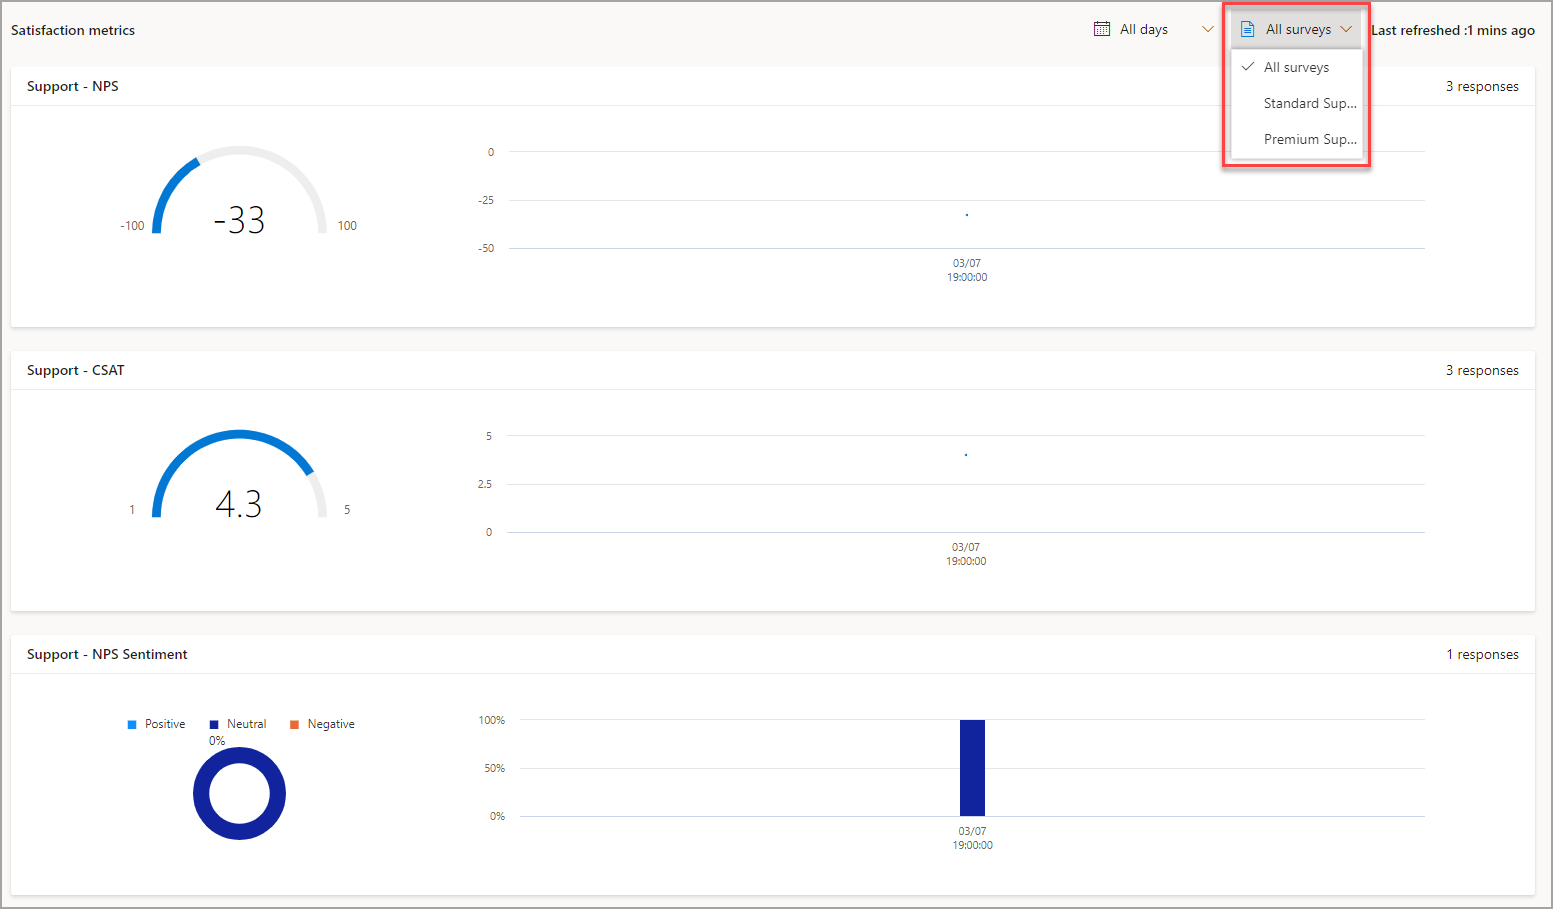 Satisfaction metrics
All days
All surveys
Last refreshed :1 mins ago
All surveys
Standard Sup...
Premium Sup...
Support - NPS
3 responses
-100
-33
100
0
-25
-50
03/07
19:00:00
Support - CSAT
3 responses
1
4.3
5
5
2.5
0
03/07
19:00:00
Support - NPS Sentiment
1 responses
Positive
Neutral
Negative
0%
100%
50%
0%
03/07
19:00:00